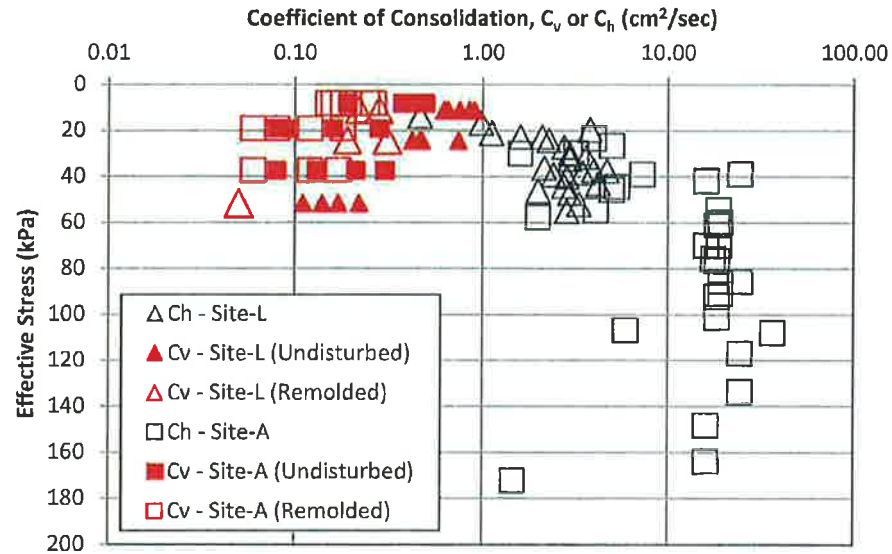 Coefficient of Consolidation, Cv or Ch (cm²/sec)
0.01 0.10 1.00 10.00 100.00
Effective Stress (kPa)
0
20
40
60
80
100
120
140
160
180
200
Ch - Site-L
Cv - Site-L (Undisturbed)
Cv - Site-L (Remolded)
Ch - Site-A
Cv - Site-A (Undisturbed)
Cv - Site-A (Remolded)